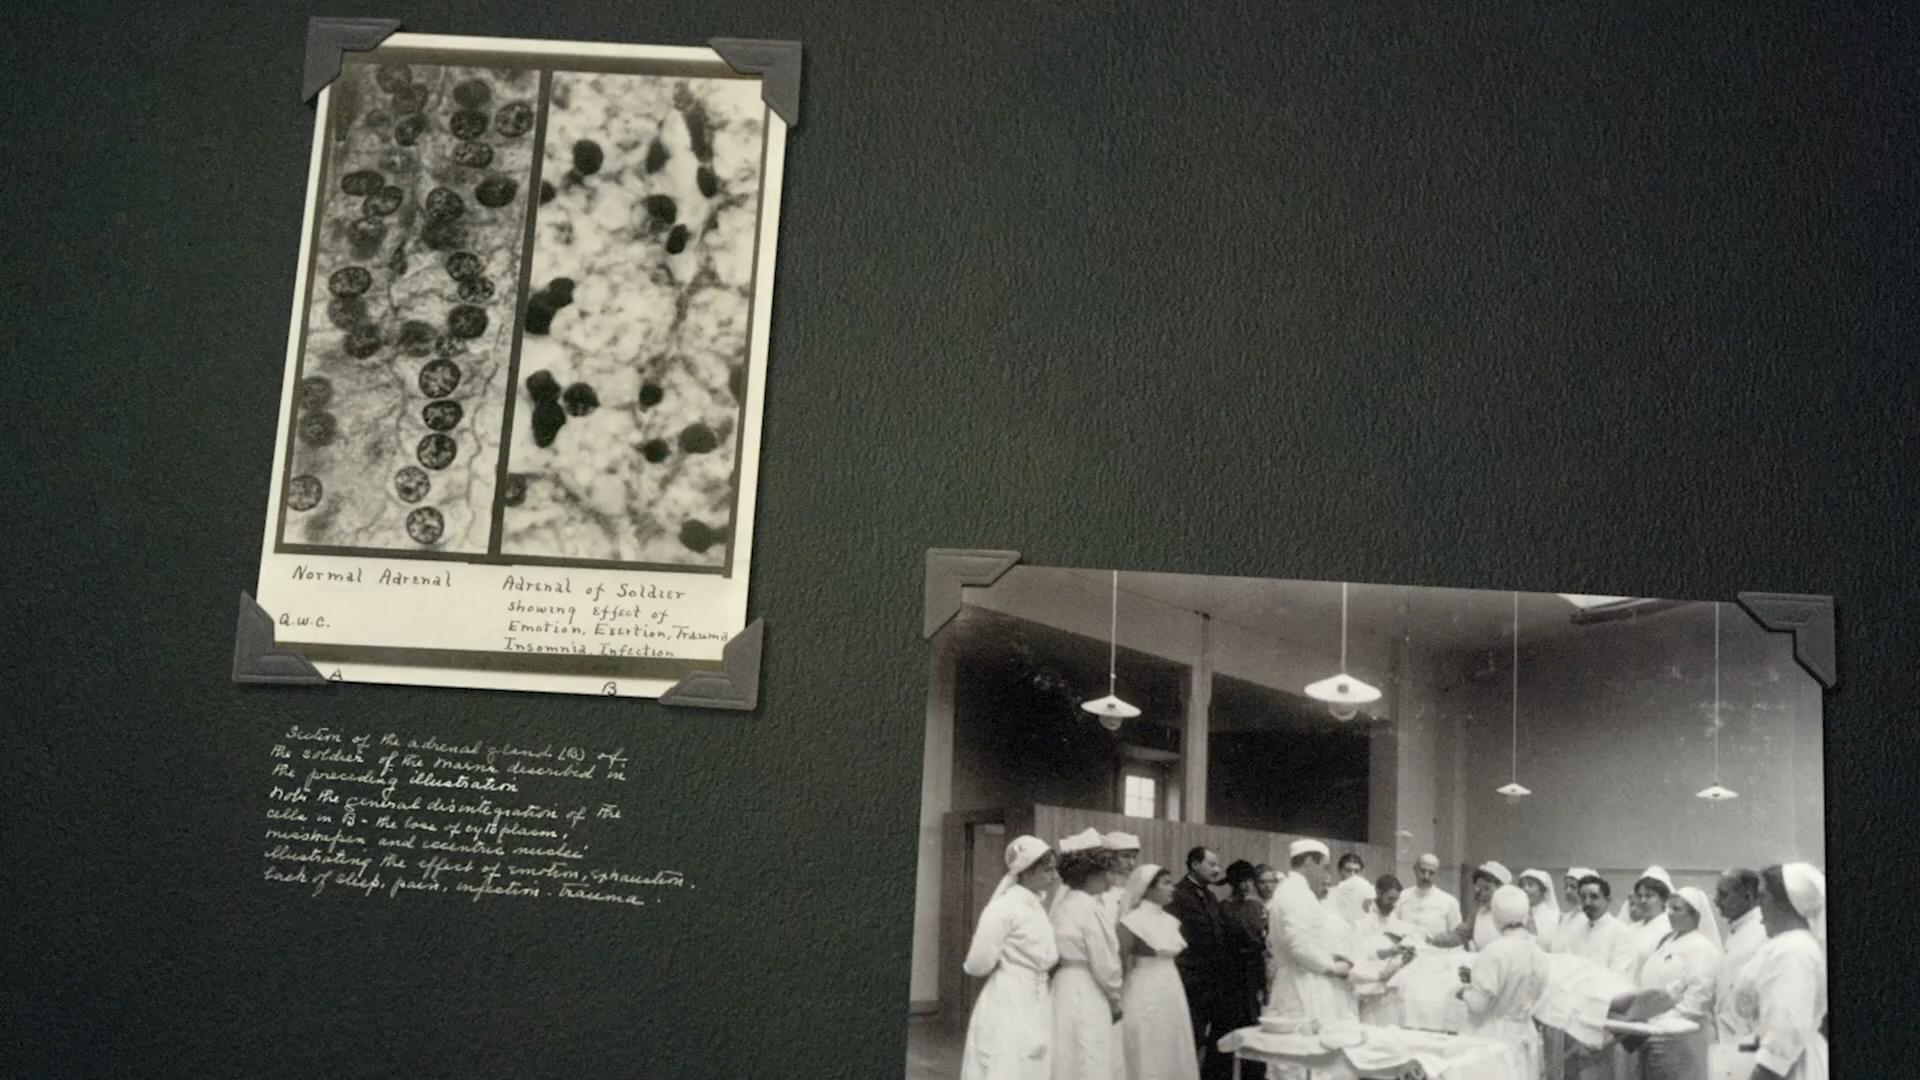 Normal Adrenal
Q.W.C.
Adrenal of Soldier
showing Effect of
Emotion, Exertion, Trauma
Insomnia, Infection
A
B
Section of the adrenal gland (B) of
the soldier of the Marne described in
the preceding illustration
Note the general disintegration of the
cells in B - the loss of cytoplasm,
misshapen and eccentric nuclei
illustrating the effect of emotion, exhaustion,
lack of sleep, pain, infection - trauma.